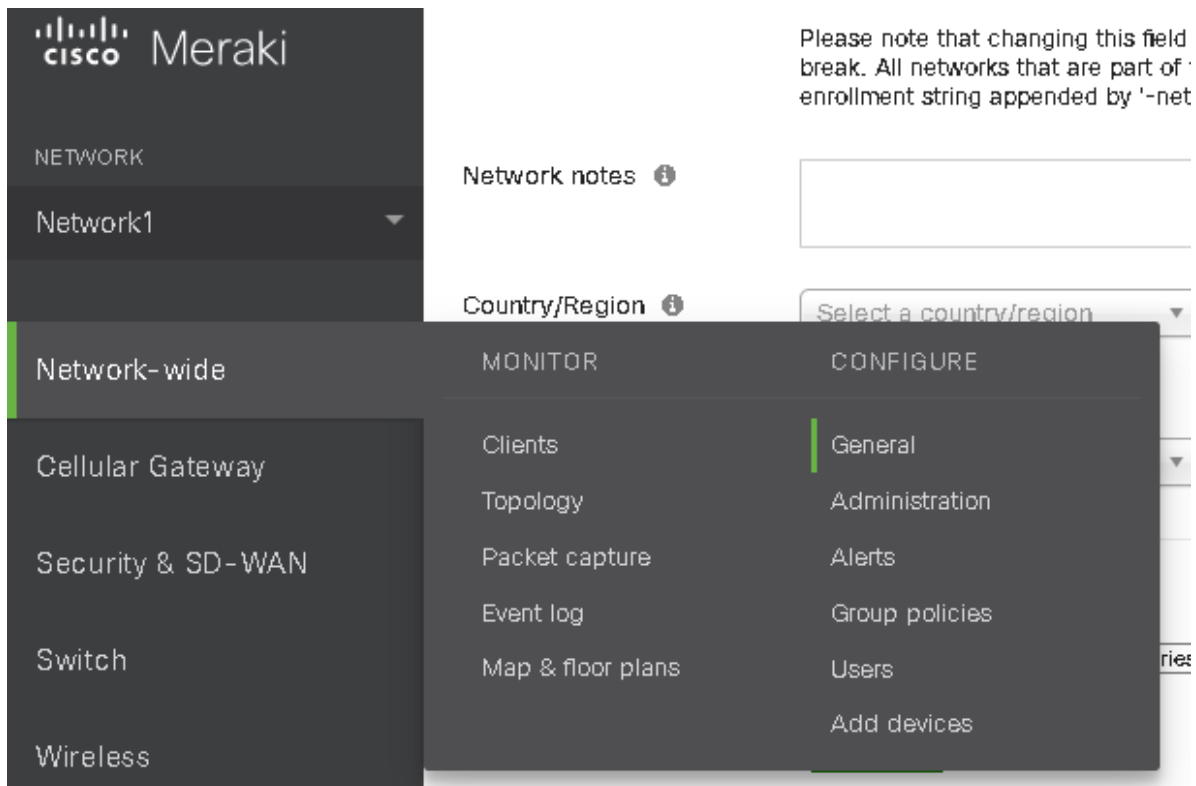 CISCO Meraki
NETWORK
Network1
Network-wide
Cellular Gateway
Security & SD-WAN
Switch
Wireless
Please note that changing this field
break. All networks that are part of
enrollment string appended by '-net
Network notes
Country/Region
Select a country/region
MONITOR
Clients
Topology
Packet capture
Event log
Map & floor plans
CONFIGURE
General
Administration
Alerts
Group policies
Users
Add devices